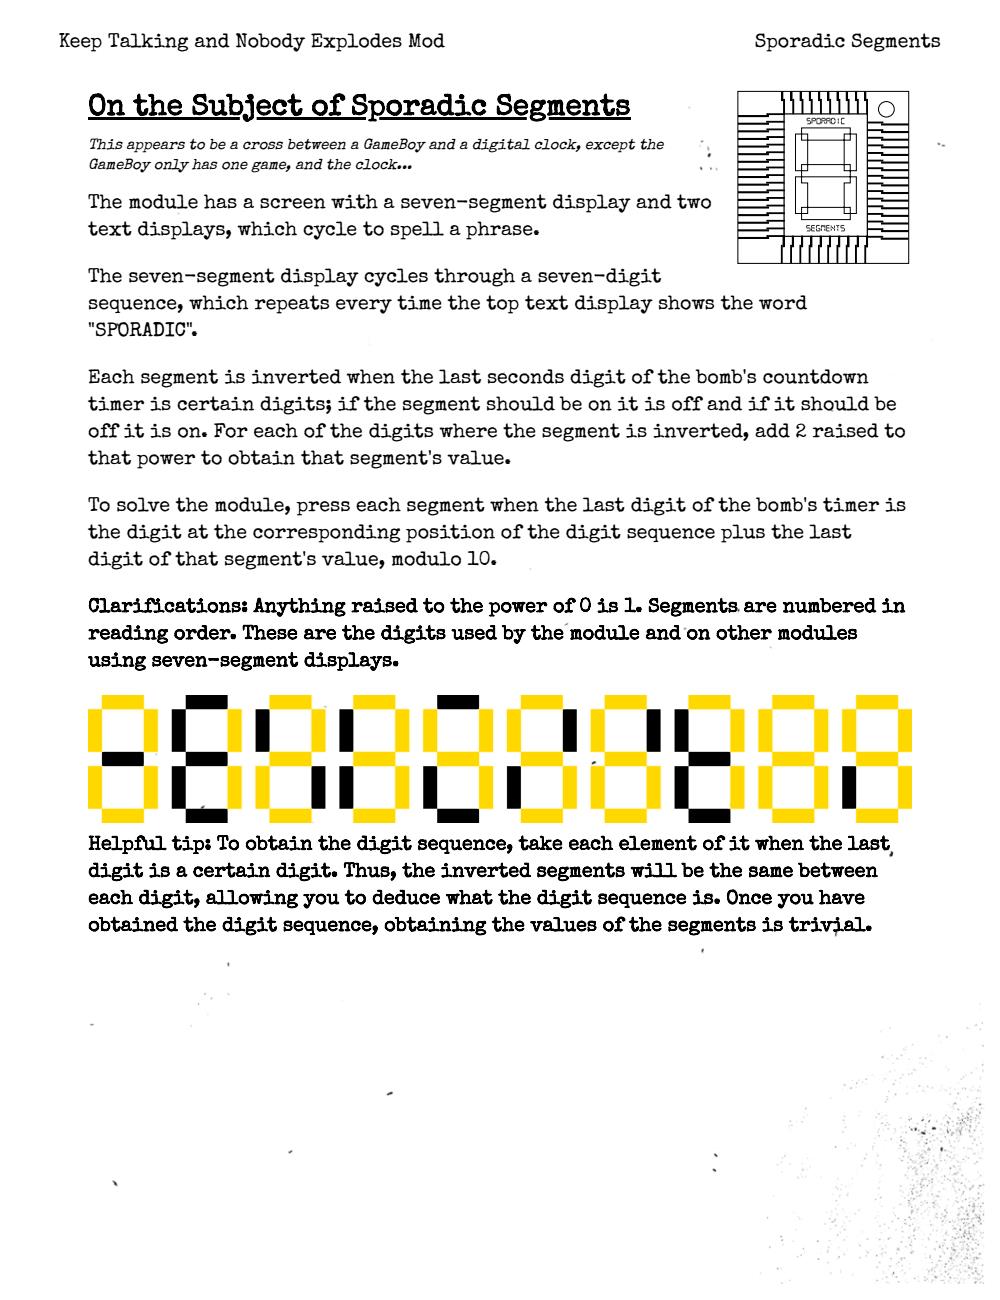 Keep Talking and Nobody Explodes Mod
Sporadic Segments
On the Subject of Sporadic Segments
This appears to be a cross between a GameBoy and a digital clock, except the
GameBoy only has one game, and the clock...
SPORADIC
SEGMENTS
The module has a screen with a seven-segment display and two
text displays, which cycle to spell a phrase.
The seven-segment display cycles through a seven-digit
sequence, which repeats every time the top text display shows the word
"SPORADIC".
Each segment is inverted when the last seconds digit of the bomb's countdown
timer is certain digits; if the segment should be on it is off and if it should be
off it is on. For each of the digits where the segment is inverted, add 2 raised to
that power to obtain that segment's value.
To solve the module, press each segment when the last digit of the bomb's timer is
the digit at the corresponding position of the digit sequence plus the last
digit of that segment's value, modulo 10.
Clarifications: Anything raised to the power of 0 is 1. Segments are numbered in
reading order. These are the digits used by the module and on other modules
using seven-segment displays.
0123456789
Helpful tip: To obtain the digit sequence, take each element of it when the last
digit is a certain digit. Thus, the inverted segments will be the same between
each digit, allowing you to deduce what the digit sequence is. Once you have
obtained the digit sequence, obtaining the values of the segments is trivial.